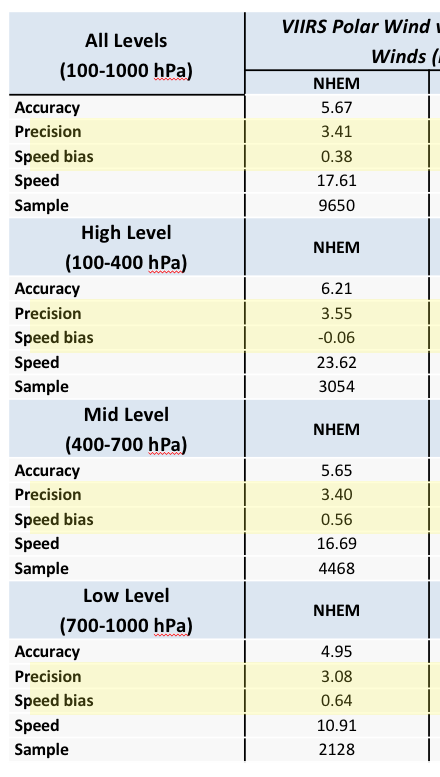 All Levels
(100-1000 hPa)
VIIRS Polar Wind
Winds
NHEM
Accuracy 5.67
Precision 3.41
Speed bias 0.38
Speed 17.61
Sample 9650
High Level
(100-400 hPa)
NHEM
Accuracy 6.21
Precision 3.55
Speed bias -0.06
Speed 23.62
Sample 3054
Mid Level
(400-700 hPa)
NHEM
Accuracy 5.65
Precision 3.40
Speed bias 0.56
Speed 16.69
Sample 4468
Low Level
(700-1000 hPa)
NHEM
Accuracy 4.95
Precision 3.08
Speed bias 0.64
Speed 10.91
Sample 2128